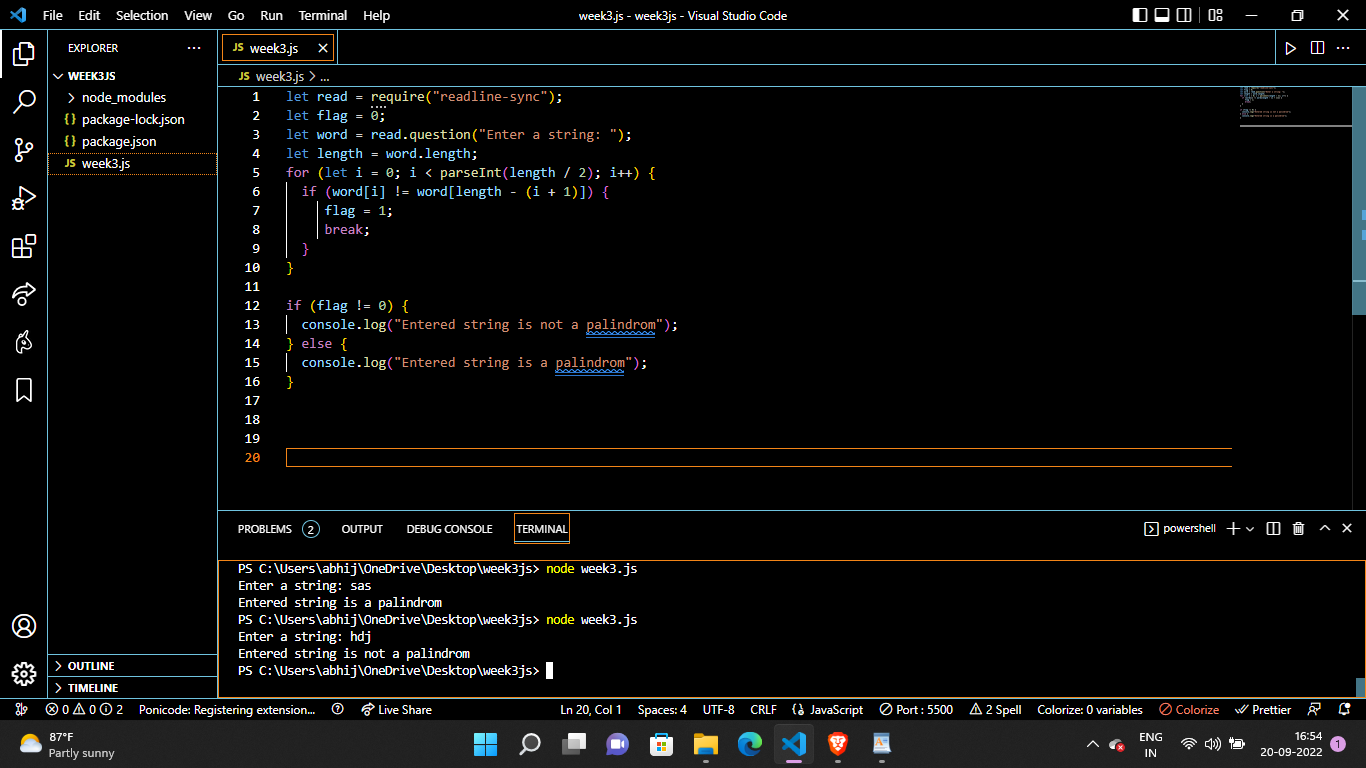 File Edit Selection View Go Run Terminal Help week3.js - week3js - Visual Studio Code
EXPLORER
WEEK3JS
node_modules
{} package-lock.json
{} package.json
JS week3.js
OUTLINE
TIMELINE
JS week3.js
JS week3.js > ...
1 let read = require("readline-sync");
2 let flag = 0;
3 let word = read.question("Enter a string: ");
4 let length = word.length;
5 for (let i = 0; i < parseInt(length / 2); i++) {
6 if (word[i] != word[length - (i + 1)]) {
7 flag = 1;
8 break;
9 }
10 }
11
12 if (flag != 0) {
13 console.log("Entered string is not a palindrom");
14 } else {
15 console.log("Entered string is a palindrom");
16 }
17
18
19
20
PROBLEMS 2 OUTPUT DEBUG CONSOLE TERMINAL powershell
PS C:\Users\abhij\OneDrive\Desktop\week3js> node week3.js
Enter a string: sas
Entered string is a palindrom
PS C:\Users\abhij\OneDrive\Desktop\week3js> node week3.js
Enter a string: hdj
Entered string is not a palindrom
PS C:\Users\abhij\OneDrive\Desktop\week3js>
0 0 2 Ponicode: Registering extension... Live Share Ln 20, Col 1 Spaces: 4 UTF-8 CRLF JavaScript Port : 5500 2 Spell Colorize: 0 variables Colorize Prettier
87°F
Partly sunny
ENG
IN
16:54
20-09-2022
1